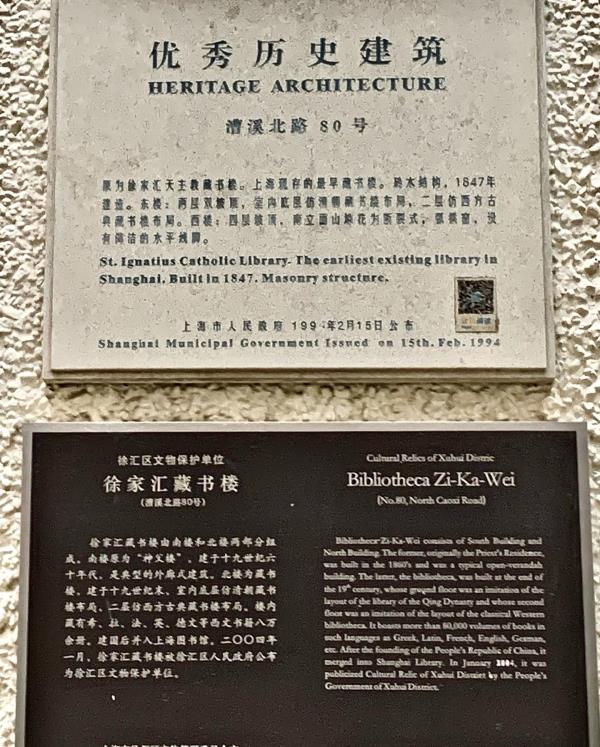 优秀历史建筑
HERITAGE ARCHITECTURE
漕溪北路 80 号
原为徐家汇天主教藏书楼。上海现存的最早藏书楼。砖木结构,1847年
建造。东楼:两层双坡顶,室内底层仿清朝藏书楼布局,二层仿西方古
典藏书楼布局。西楼:四层坡顶,南立面山墙花为断裂式,弧拱窗,设
有简洁的水平线脚。
St. Ignatius Catholic Library. The earliest existing library in
Shanghai. Built in 1847. Masonry structure.
上海市人民政府 1994年2月15日 公布
Shanghai Municipal Government Issued on 15th. Feb. 1994
徐汇区文物保护单位
徐家汇藏书楼
(漕溪北路80号)
徐家汇藏书楼由南楼和北楼两部分组
成。南楼原为“神父楼”,建于十九世纪六
十年代,是典型的外廊式建筑。北楼为藏书
楼,建于十九世纪末,室内底层仿清朝藏书
楼布局,二层仿西方古典藏书楼布局。楼内
藏有希、拉、法、英、德文等西文书籍八万
余册。建国后并入上海图书馆。二〇〇四年
一月,徐家汇藏书楼被徐汇区人民政府公布
为徐汇区文物保护单位。
Cultural Relics of Xuhui Distric
Bibliotheca Zi-Ka-Wei
(No.80, North Caoxi Road)
Bibliotheca Zi-Ka-Wei consists of South Building and
North Building. The former, originally the Priest's Residence,
was built in the 1860's and was a typical open-verandah
building. The latter, the bibliotheca, was built at the end of
the 19th century, whose ground floor was an imitation of the
layout of the library of the Qing Dynasty and whose second
floor was an imitation of the layout of the classical Western
bibliotheca. It boasts more than 80,000 volumes of books in
such languages as Greek, Latin, French, English, German,
etc. After the founding of the People's Republic of China, it
merged into Shanghai Library. In January 2004, it was
publicized Cultural Relic of Xuhui District by the People's
Government of Xuhui District.